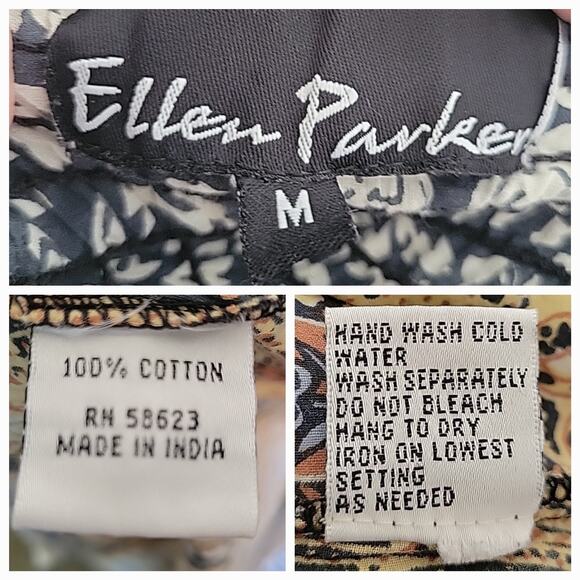 Ellen Parker
M
100% COTTON
RN 58623
MADE IN INDIA
HAND WASH COLD
WATER
WASH SEPARATELY
DO NOT BLEACH
HANG TO DRY
IRON ON LOWEST
SETTING
AS NEEDED